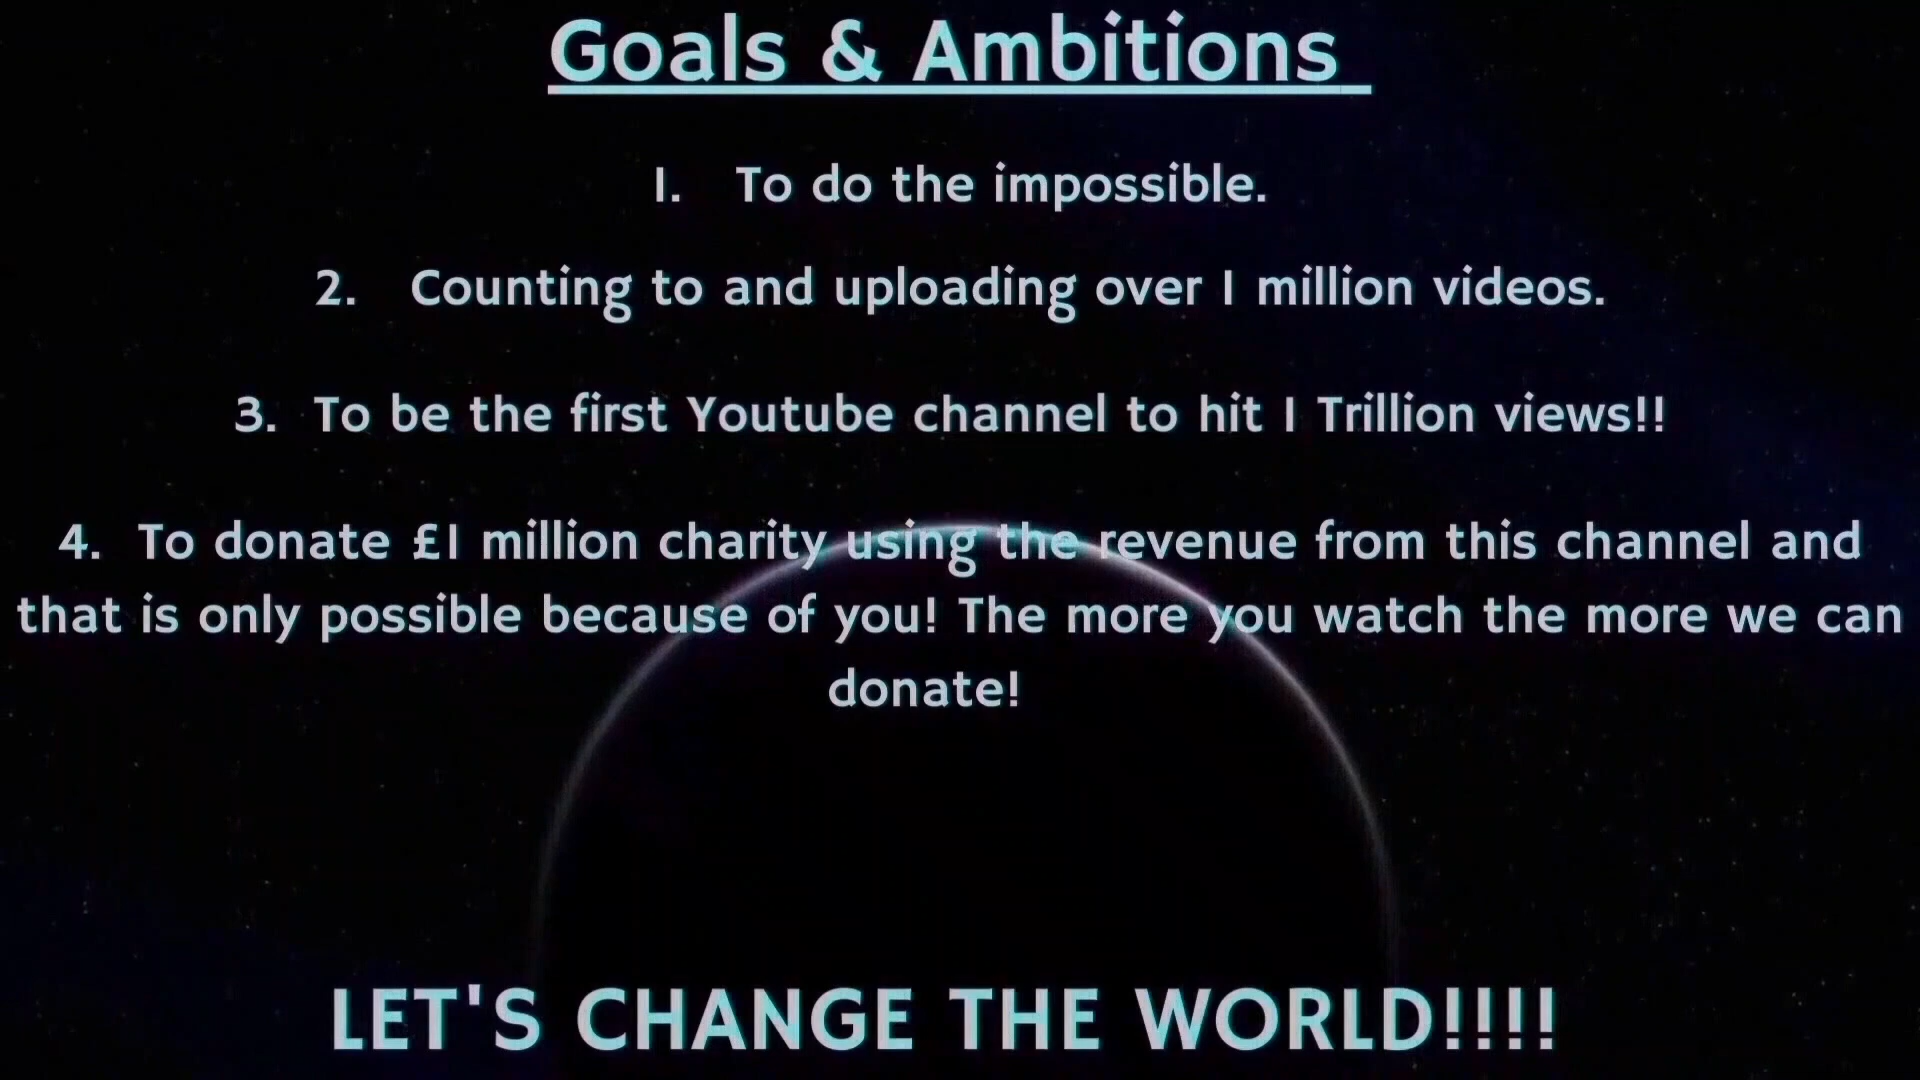 Goals & Ambitions
1. To do the impossible.
2. Counting to and uploading over 1 million videos.
3. To be the first Youtube channel to hit 1 Trillion views!!
4. To donate £1 million charity using the revenue from this channel and
that is only possible because of you! The more you watch the more we can
donate!
LET'S CHANGE THE WORLD!!!!